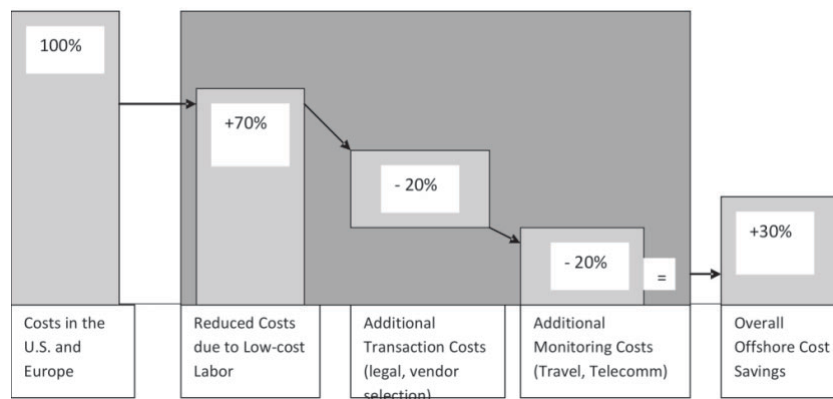 100%
+70%
- 20%
- 20%
=
+30%
Costs in the
U.S. and
Europe
Reduced Costs
due to Low-cost
Labor
Additional
Transaction Costs
(legal, vendor
selection)
Additional
Monitoring Costs
(Travel, Telecomm)
Overall
Offshore Cost
Savings